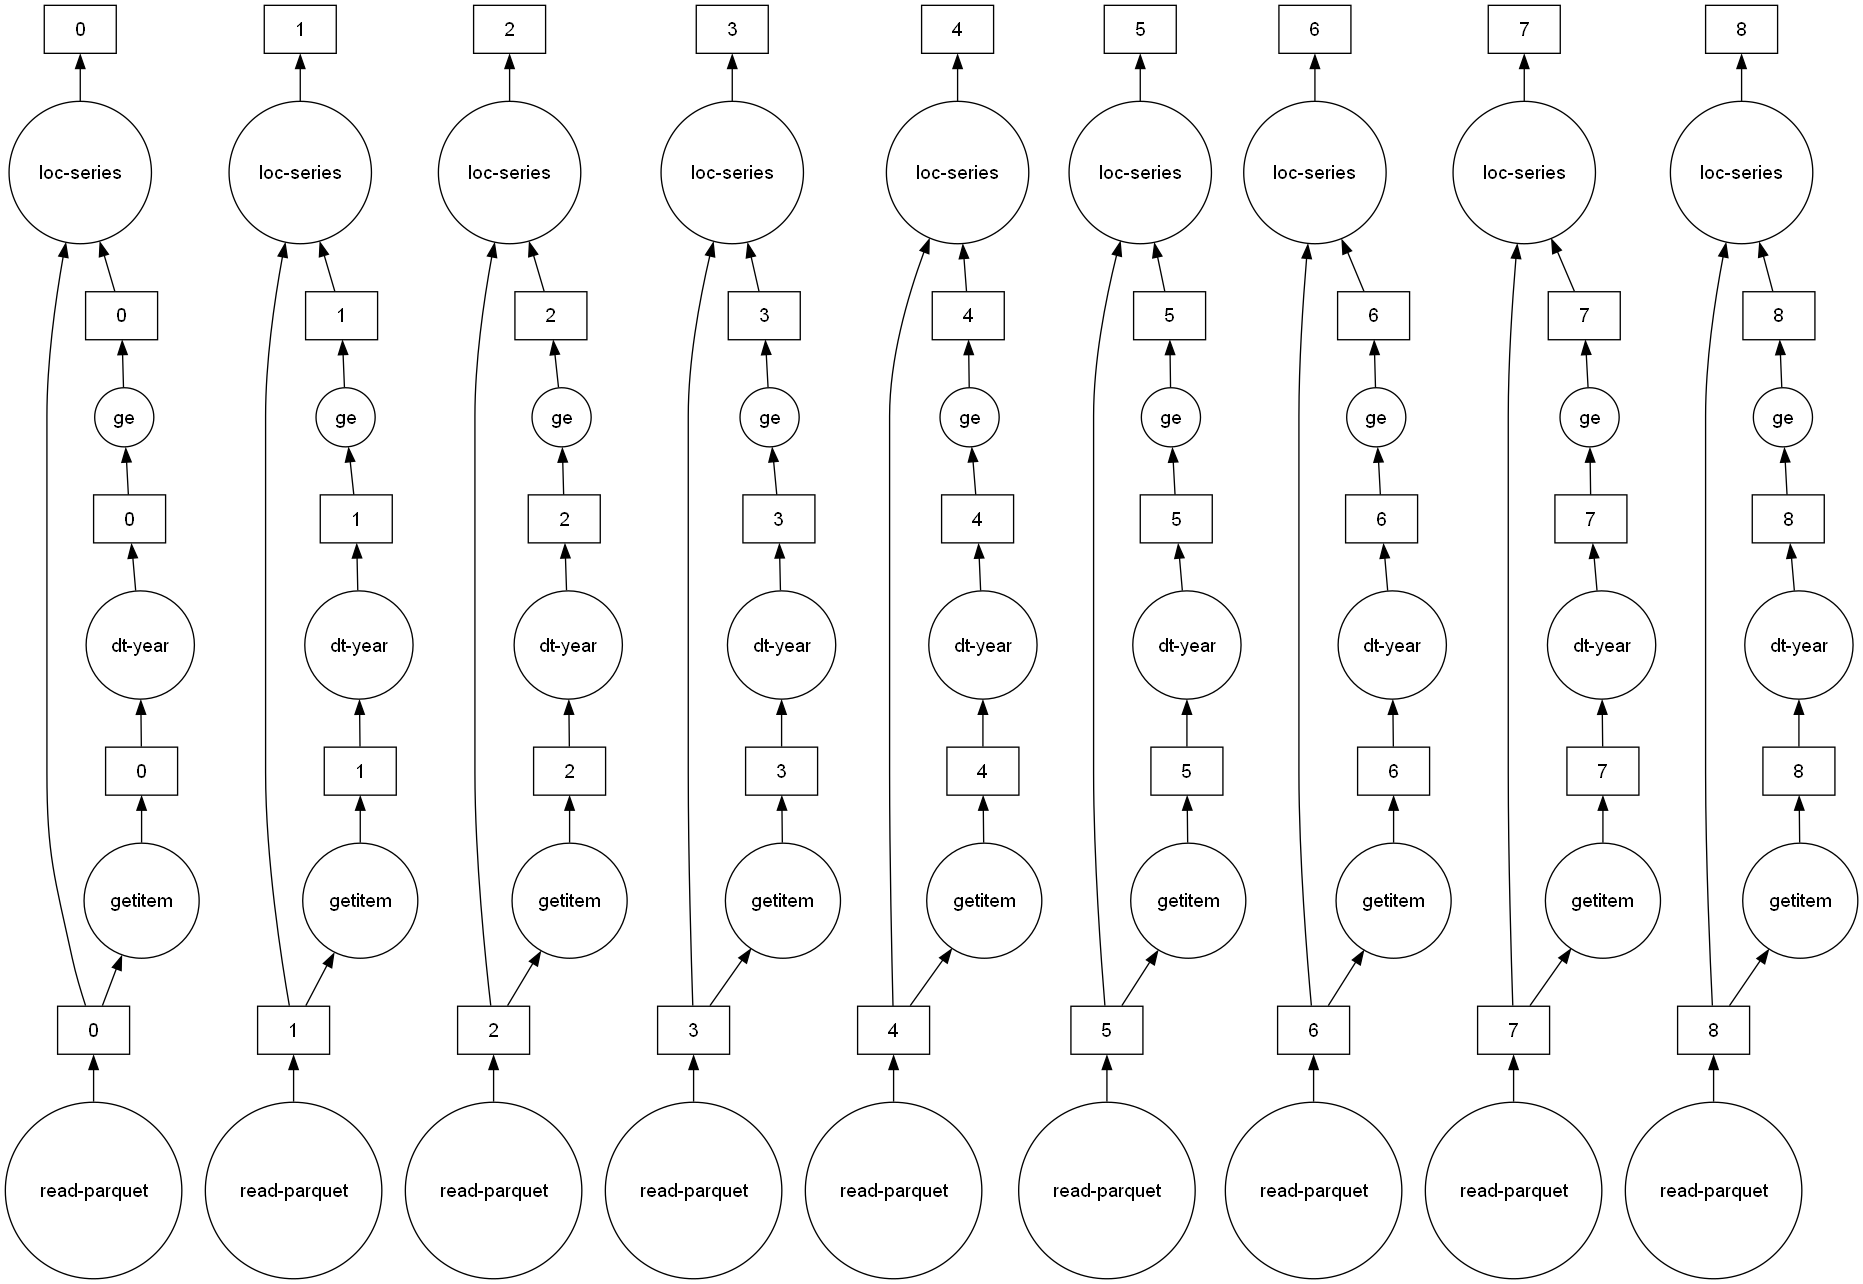 0 1 2 3 4 5 6 7 8
loc-series loc-series loc-series loc-series loc-series loc-series loc-series loc-series loc-series
0 1 2 3 4 5 6 7 8
ge ge ge ge ge ge ge ge ge
0 1 2 3 4 5 6 7 8
dt-year dt-year dt-year dt-year dt-year dt-year dt-year dt-year dt-year
0 1 2 3 4 5 6 7 8
getitem getitem getitem getitem getitem getitem getitem getitem getitem
0 1 2 3 4 5 6 7 8
read-parquet read-parquet read-parquet read-parquet read-parquet read-parquet read-parquet read-parquet read-parquet